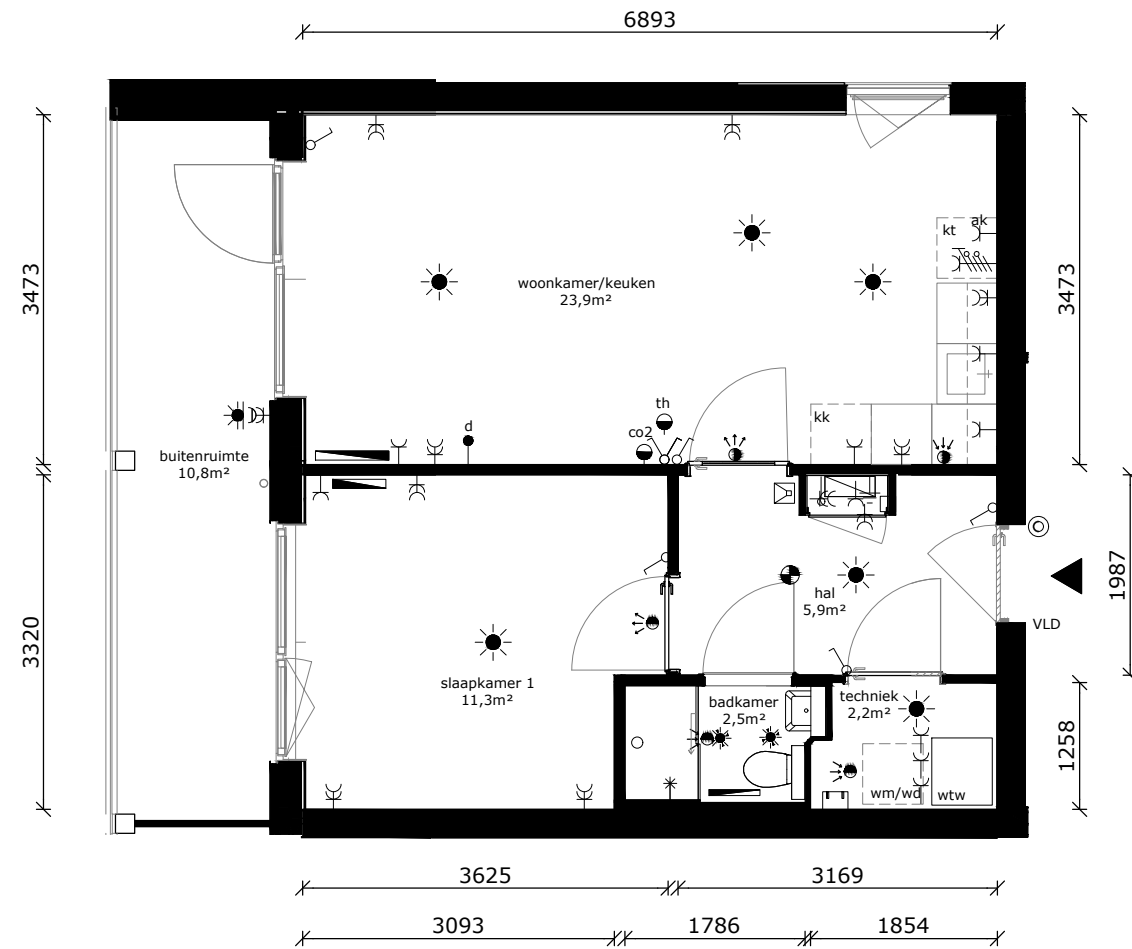 6893
kt
ak
3473
woonkamer/keuken
23,9m²
3473
th
kk
d
co2
buitenruimte
10,8m²
1987
hal
5,9m²
VLD
3320
slaapkamer 1
11,3m²
badkamer
2,5m²
techniek
2,2m²
1258
wm/wd
wtw
3625
3169
3093
1786
1854